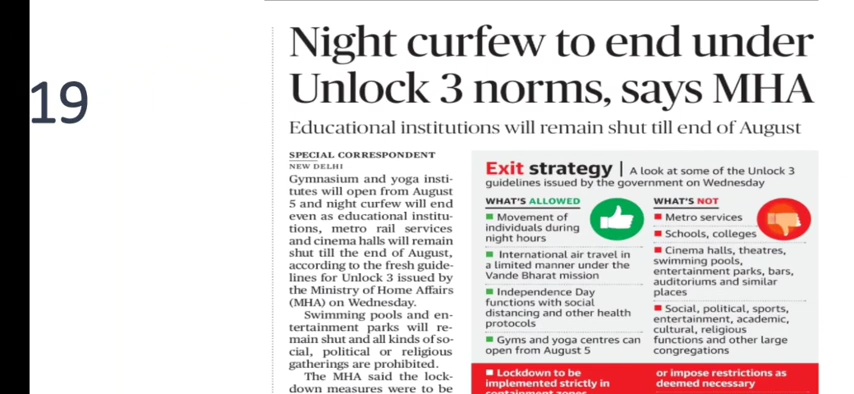 19
Night curfew to end under
Unlock 3 norms, says MHA
Educational institutions will remain shut till end of August
SPECIAL CORRESPONDENT
NEW DELHI
Gymnasium and yoga insti-
tutes will open from August
5 and night curfew will end
even as educational institu-
tions, metro rail services
and cinema halls will remain
shut till the end of August,
according to the fresh guide-
lines for Unlock 3 issued by
the Ministry of Home Affairs
(MHA) on Wednesday.
Swimming pools and en-
tertainment parks will re-
main shut and all kinds of so-
cial, political or religious
gatherings are prohibited.
The MHA said the lock-
down measures were to be
Exit strategy | A look at some of the Unlock 3
guidelines issued by the government on Wednesday
WHAT'S ALLOWED
Movement of
individuals during
night hours
International air travel in
a limited manner under the
Vande Bharat mission
Independence Day
functions with social
distancing and other health
protocols
Gyms and yoga centres can
open from August 5
WHAT'S NOT
Metro services
Schools, colleges
Cinema halls, theatres,
swimming pools,
entertainment parks, bars,
auditoriums and similar
places
Social, political, sports,
entertainment, academic,
cultural, religious
functions and other large
congregations
Lockdown to be
implemented strictly in
containment zones
or impose restrictions as
deemed necessary